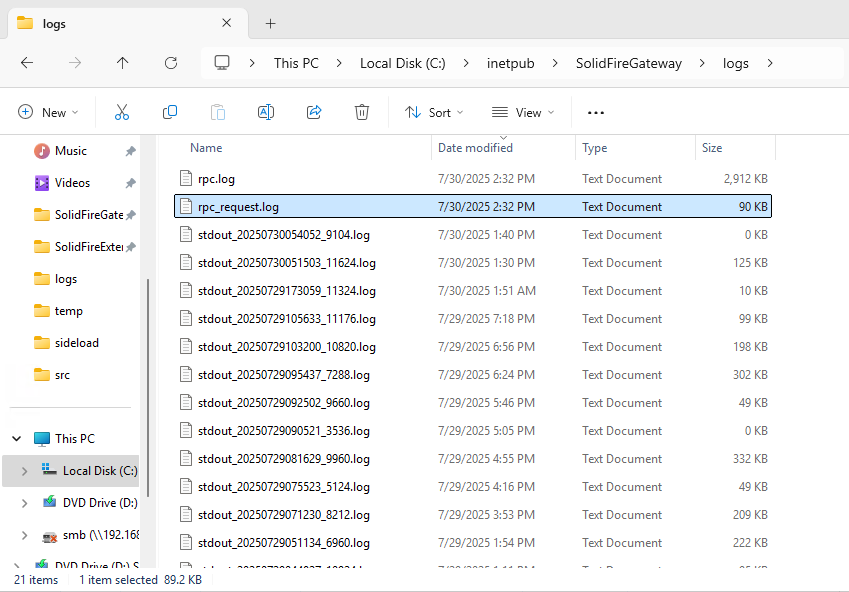 logs
This PC > Local Disk (C:) > inetpub > SolidFireGateway > logs >
New Sort View ...
Name Date modified Type Size
Music
Videos
SolidFireGate
SolidFireExter
logs
temp
sideload
src
This PC
Local Disk (C:)
DVD Drive (D:)
smb (\\192.168
DVD Drive (D:) S
rpc.log 7/30/2025 2:32 PM Text Document 2,912 KB
rpc_request.log 7/30/2025 2:32 PM Text Document 90 KB
stdout_20250730054052_9104.log 7/30/2025 1:40 PM Text Document 0 KB
stdout_20250730051503_11624.log 7/30/2025 1:30 PM Text Document 125 KB
stdout_20250729173059_11324.log 7/30/2025 1:51 AM Text Document 10 KB
stdout_20250729105633_11176.log 7/29/2025 7:18 PM Text Document 99 KB
stdout_20250729103200_10820.log 7/29/2025 6:56 PM Text Document 198 KB
stdout_20250729095437_7288.log 7/29/2025 6:24 PM Text Document 302 KB
stdout_20250729092502_9660.log 7/29/2025 5:46 PM Text Document 49 KB
stdout_20250729090521_3536.log 7/29/2025 5:05 PM Text Document 0 KB
stdout_20250729081629_9960.log 7/29/2025 4:55 PM Text Document 332 KB
stdout_20250729075523_5124.log 7/29/2025 4:16 PM Text Document 49 KB
stdout_20250729071230_8212.log 7/29/2025 3:53 PM Text Document 209 KB
stdout_20250729051134_6960.log 7/29/2025 1:54 PM Text Document 222 KB
21 items 1 item selected 89.2 KB